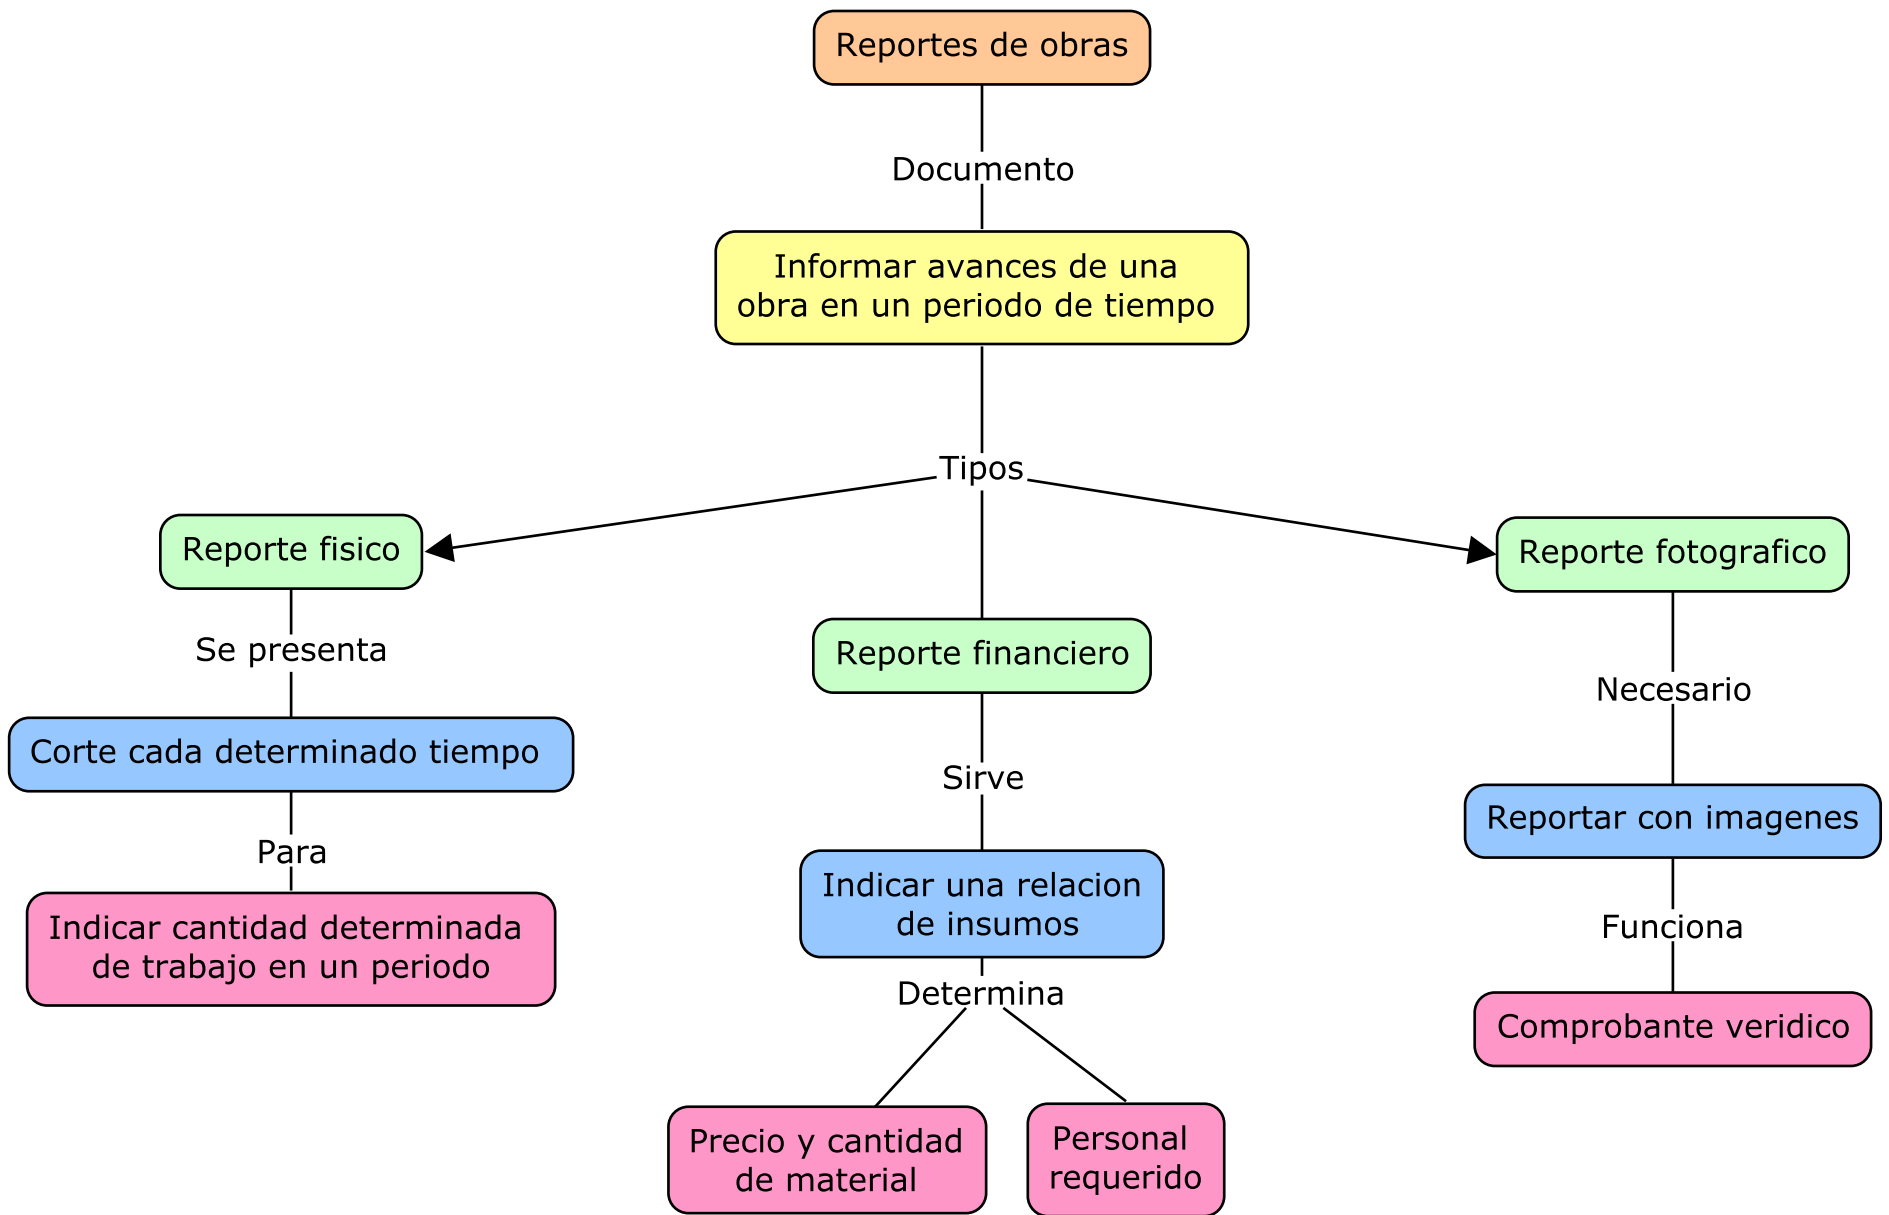 Reportes de obras
Documento
Informar avances de una
obra en un periodo de tiempo
Tipos
Reporte fisico
Se presenta
Corte cada determinado tiempo
Para
Indicar cantidad determinada
de trabajo en un periodo
Reporte financiero
Sirve
Indicar una relacion
de insumos
Determina
Precio y cantidad
de material
Personal
requerido
Reporte fotografico
Necesario
Reportar con imagenes
Funciona
Comprobante veridico